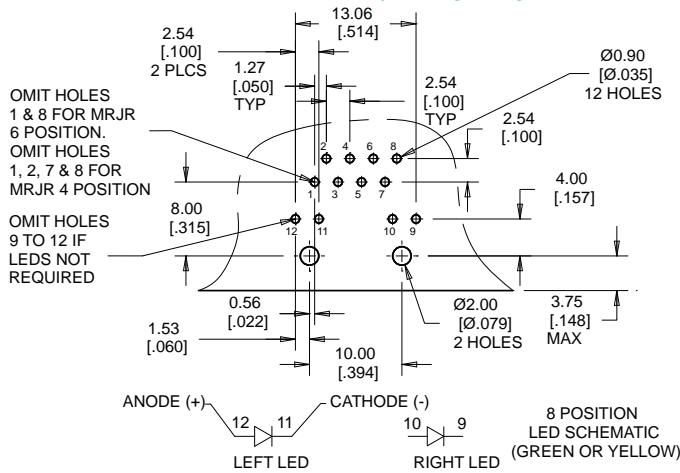 13.06
[.514]
2.54
[.100]
2 PLCS
1.27
[.050]
TYP
2.54
[.100]
TYP
Ø0.90
[Ø.035]
12 HOLES
2.54
[.100]
OMIT HOLES
1 & 8 FOR MRJR
6 POSITION.
OMIT HOLES
1, 2, 7 & 8 FOR
MRJR 4 POSITION
2 4 6 8
1 3 5 7
4.00
[.157]
8.00
[.315]
OMIT HOLES
9 TO 12 IF
LEDS NOT
REQUIRED
12 11 10 9
0.56
[.022]
1.53
[.060]
10.00
[.394]
Ø2.00
[Ø.079]
2 HOLES
3.75
[.148]
MAX
ANODE (+)
CATHODE (-)
12 11
LEFT LED
10 9
RIGHT LED
8 POSITION
LED SCHEMATIC
(GREEN OR YELLOW)